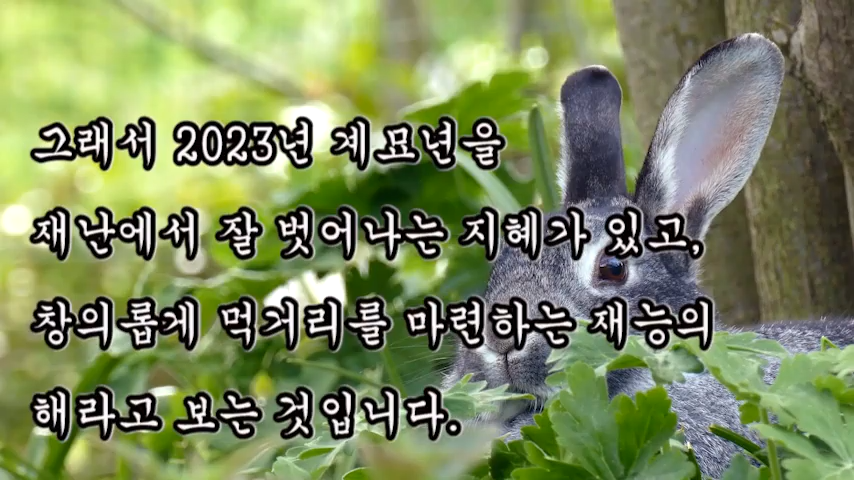 그래서 2023년 계묘년을
재난에서 잘 벗어나는 지혜가 있고,
창의롭게 먹거리를 마련하는 재능의
해라고 보는 것입니다.